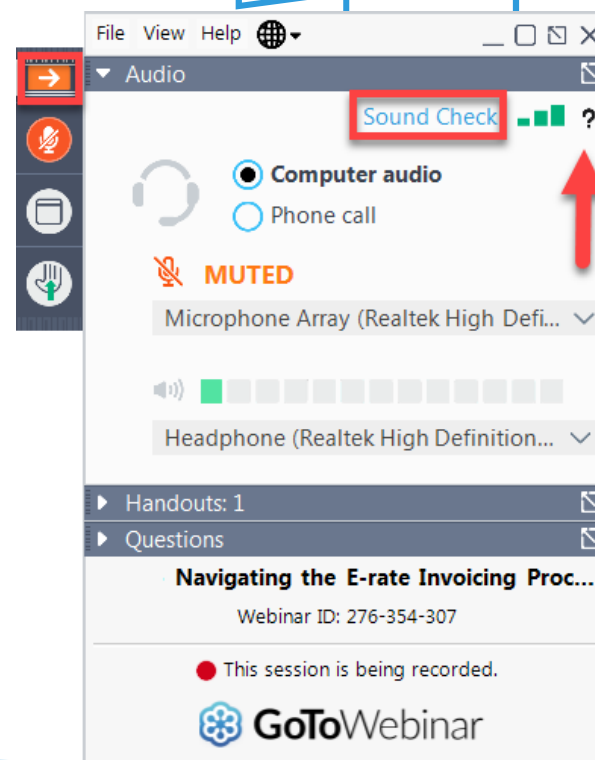 File View Help
Audio
Sound Check ?
Computer audio
Phone call
MUTED
Microphone Array (Realtek High Defi...
Headphone (Realtek High Definition...
Handouts: 1
Questions
Navigating the E-rate Invoicing Proc...
Webinar ID: 276-354-307
This session is being recorded.
GoToWebinar